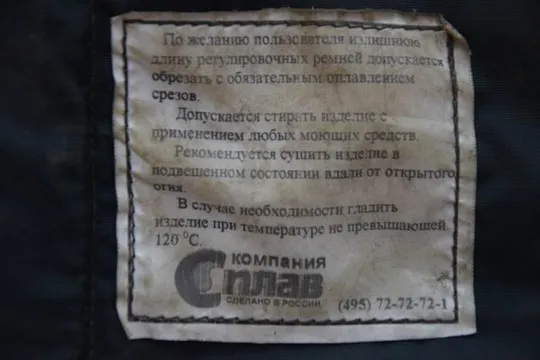 По желанию пользователя излишнюю
длину регулировочных ремней допускается
обрезать с обязательным оплавлением
срезов.
Допускается стирать изделие с
применением любых моющих средств.
Рекомендуется сушить изделие в
подвешенном состоянии вдали от открытого
огня.
В случае необходимости гладить
изделие при температуре не превышающей
120 °C.
КОМПАНИЯ
Сплав
СДЕЛАНО В РОССИИ
(495) 72-72-72-1